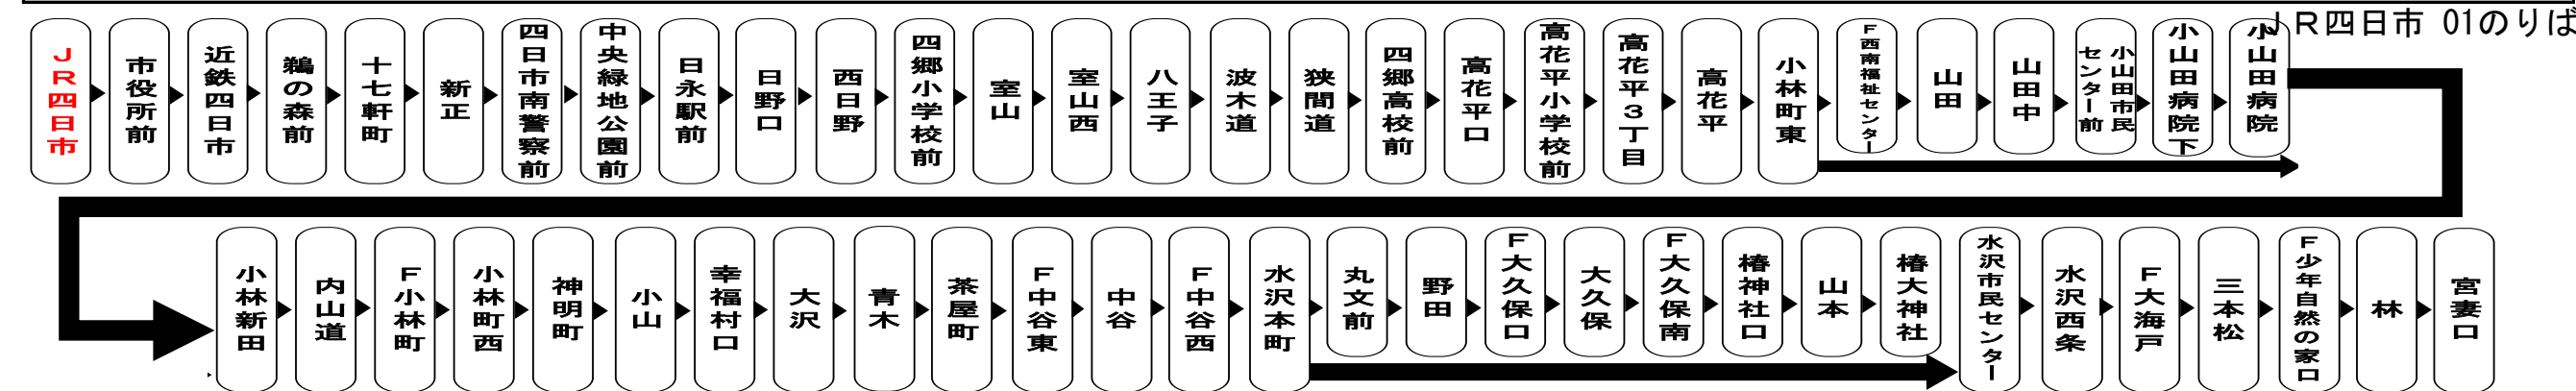 JR四日市 01のりば
JR四日市
市役所前
近鉄四日市
鵜の森前
十七軒町
新正
四日市南警察前
中央緑地公園前
日永駅前
日野口
西日野
四郷小学校前
室山
室山西
八王子
波木道
狭間道
四郷高校前
高花平口
高花平小学校前
高花平3丁目
高花平
小林町東
F西南福祉センター
山田
山田中
小山田市民
センター前
小山田病院下
小山田病院
小林新田
内山道
F小林町
小林町西
神明町
小山
幸福村口
大沢
青木
茶屋町
F中谷東
中谷
F中谷西
水沢本町
丸文前
野田
F大久保口
大久保
F大久保南
椿神社口
山本
椿大神社
水沢市民センター
水沢西条
F大海戸
三本松
F少年自然の家口
林
宮妻口